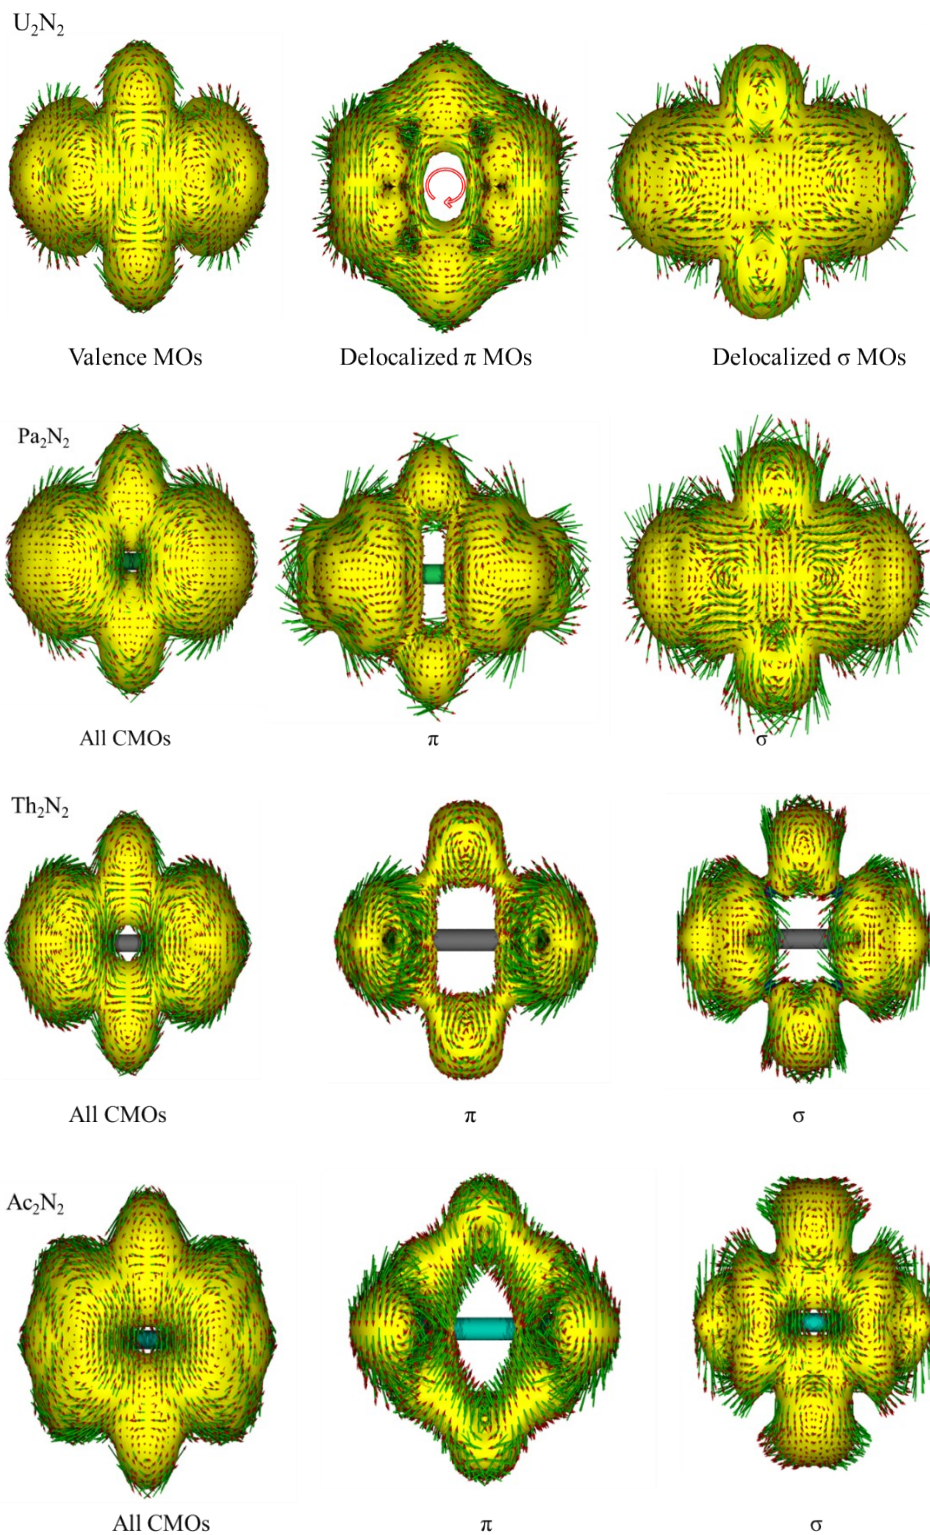 U₂N₂
Valence MOs Delocalized π MOs Delocalized σ MOs
Pa₂N₂
All CMOs π σ
Th₂N₂
All CMOs π σ
Ac₂N₂
All CMOs π σ